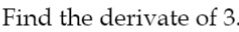 Find the derivate of 3.